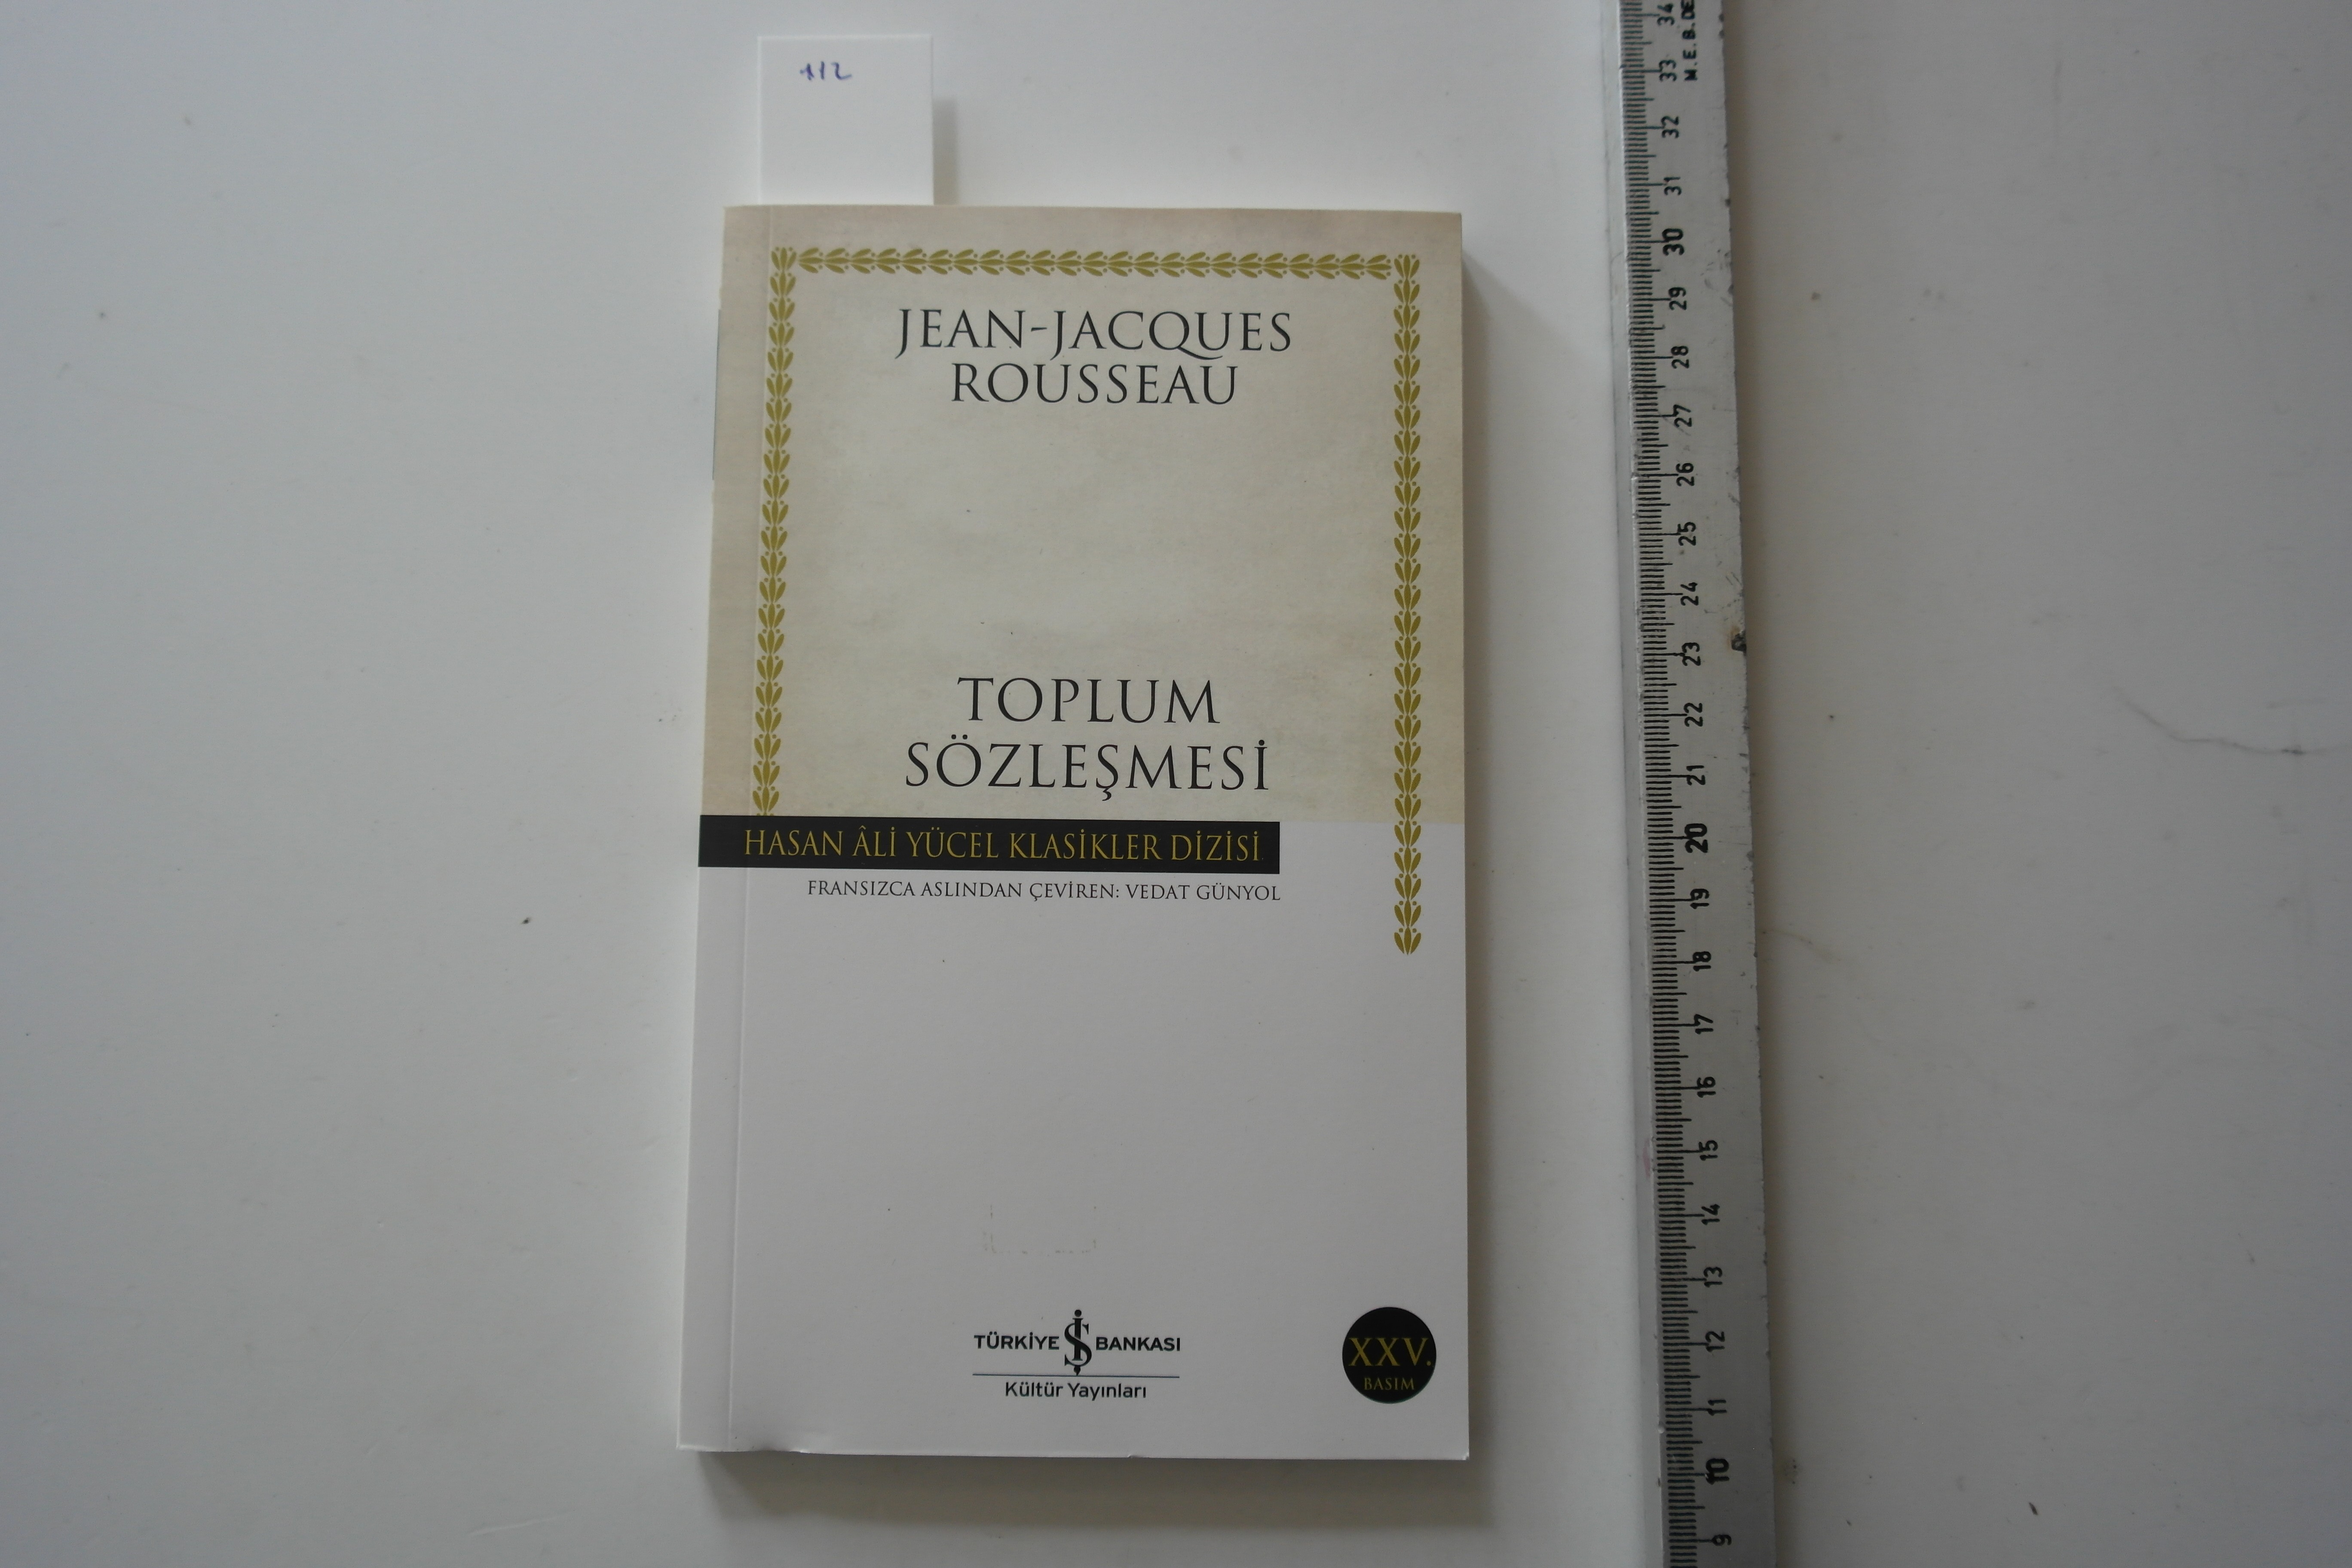 112
JEAN-JACQUES
ROUSSEAU
TOPLUM
SÖZLEŞMESİ
HASAN ÂLİ YÜCEL KLASİKLER DİZİSİ
FRANSIZCA ASLINDAN ÇEVİREN: VEDAT GÜNYOL
TÜRKİYE İŞ BANKASI
Kültür Yayınları
XXV.
BASIM
M.E.B.DE
34
33
32
31
30
29
28
27
26
25
24
23
22
21
20
19
18
17
16
15
14
13
12
11
10
9